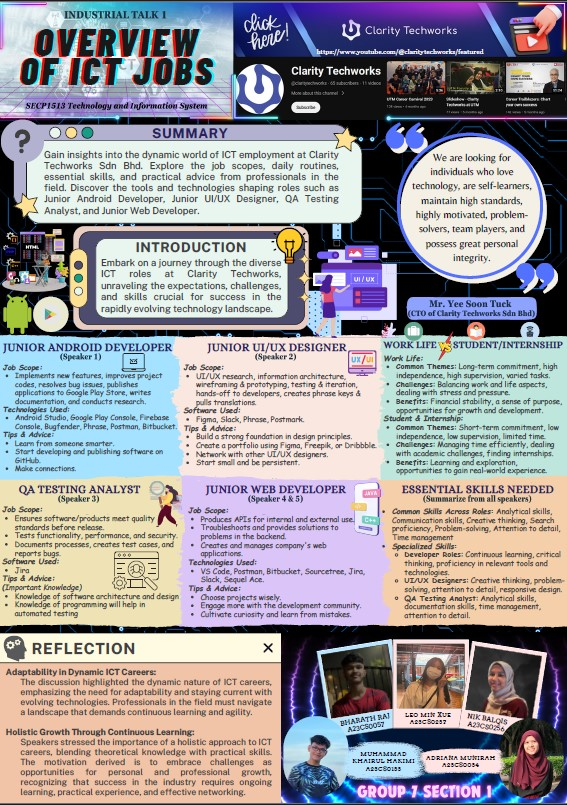 INDUSTRIAL TALK 1
OVERVIEW
OF ICT JOBS
SECP1513 Technology and Information System
click
here!
Clarity Techworks
https://www.youtube.com/@claritytechworks/featured
Clarity Techworks
More about this channel
Subscribe
UTM Career Carnival 2023
SUMMARY
Gain insights into the dynamic world of ICT employment at Clarity
Techworks Sdn Bhd. Explore the job scopes, daily routines,
essential skills, and practical advice from professionals in the
field. Discover the tools and technologies shaping roles such as
Junior Android Developer, Junior UI/UX Designer, QA Testing
Analyst, and Junior Web Developer.
We are looking for
individuals who love
technology, are self-learners,
maintain high standards,
highly motivated, problem-
solvers, team players, and
possess great personal
integrity.
Mr. Yee Soon Tuck
(CTO of Clarity Techworks Sdn Bhd)
HTML
INTRODUCTION
Embark on a journey through the diverse
ICT roles at Clarity Techworks,
unraveling the expectations, challenges,
and skills crucial for success in the
rapidly evolving technology landscape.
UI / UX
JUNIOR ANDROID DEVELOPER
(Speaker 1)
Job Scope:
• Implements new features, improves project
codes, resolves bug issues, publishes
applications to Google Play Store, writes
documentation, and conducts research.
Technologies Used:
• Android Studio, Google Play Console, Firebase
Console, Bugfender, Phrase, Postman, Bitbucket.
Tips & Advice:
• Learn from someone smarter.
• Start developing and publishing software on
GitHub.
• Make connections.
JUNIOR UI/UX DESIGNER
(Speaker 2)
UX/UI
Job Scope:
• UI/UX research, information architecture,
wireframing & prototyping, testing & iteration,
hands-off to developers, creates phrase keys &
pulls translations.
Software Used:
• Figma, Slack, Phrase, Postmark.
Tips & Advice:
• Build a strong foundation in design principles.
• Create a portfolio using Figma, Freepik, or Dribbble.
• Network with other UI/UX designers.
• Start small and be persistent.
WORK LIFE VS STUDENT/INTERNSHIP
Work Life:
• Common Themes: Long-term commitment, high
independence, high supervision, varied tasks.
• Challenges: Balancing work and life aspects,
dealing with stress and pressure.
• Benefits: Financial stability, a sense of purpose,
opportunities for growth and development.
Student & Internship:
• Common Themes: Short-term commitment, low
independence, low supervision, limited time.
• Challenges: Managing time efficiently, dealing
with academic challenges, finding internships.
• Benefits: Learning and exploration,
opportunities to gain real-world experience.
QA TESTING ANALYST
(Speaker 3)
Job Scope:
• Ensures software/products meet quality
standards before release.
• Tests functionality, performance, and security.
• Documents processes, create test cases, and
reports bugs.
Software Used:
• Jira
Tips & Advice:
(Important Knowledge)
• Knowledge of software architecture and design
• Knowledge of programming will help in
automated testing
JUNIOR WEB DEVELOPER
(Speaker 4 & 5)
JAVA
C++
Job Scope:
• Produces APIs for internal and external use.
• Troubleshoots and provides solutions to
problems in the backend.
• Creates and manages company's web
applications.
Technologies Used:
• VS Code, Postman, Bitbucket, Sourcetree, Jira,
Slack, Sequel Ace.
Tips & Advice:
• Choose projects wisely.
• Engage more with the development community.
• Cultivate curiosity and learn from mistakes.
ESSENTIAL SKILLS NEEDED
(Summarize from all speakers)
• Common Skills Across Roles: Analytical skills,
Communication skills, Creative thinking, Search
proficiency, Problem-solving, Attention to detail,
Time management
• Specialized Skills:
○ Developer Roles: Continuous learning, critical
thinking, proficiency in relevant tools and
technologies.
○ UI/UX Designers: Creative thinking, problem-
solving, attention to detail, responsive design.
○ QA Testing Analyst: Analytical skills,
documentation skills, time management,
attention to detail.
REFLECTION
Adaptability in Dynamic ICT Careers:
The discussion highlighted the dynamic nature of ICT careers,
emphasizing the need for adaptability and staying current with
evolving technologies. Professionals in the field must navigate
a landscape that demands continuous learning and agility.
Holistic Growth Through Continuous Learning:
Speakers stressed the importance of a holistic approach to ICT
careers, blending theoretical knowledge with practical skills.
The motivation derived is to embrace challenges as
opportunities for personal and professional growth,
recognizing that success in the industry requires ongoing
learning, practical experience, and effective networking.
BHARATH RAJ
A23CS0057
LEO MIN XUE
A23CS0237
NIK BALQIS
A23CS0256
MUHAMMAD
KHAIRUL HAKIMI
A23CS0133
ADRIANA MUNIRAH
A23CS0034
GROUP 7 SECTION 1